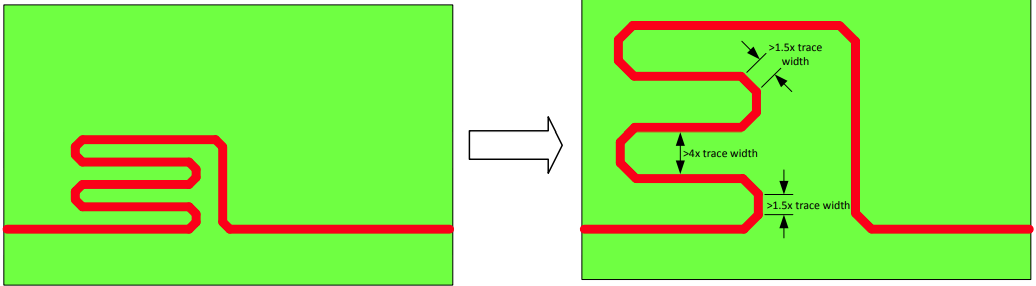 >1.5x trace
width
>4x trace width
>1.5x trace width